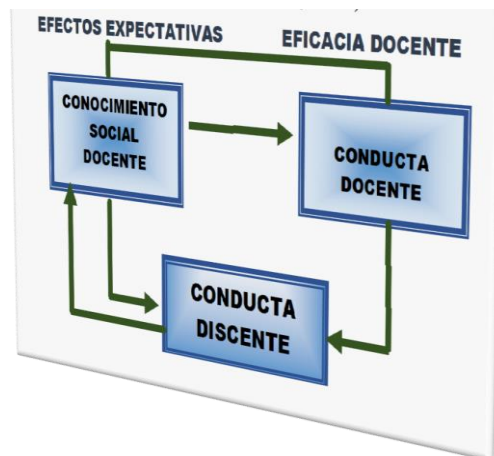 EFECTOS EXPECTATIVAS
EFICACIA DOCENTE
CONOCIMIENTO
SOCIAL
DOCENTE
CONDUCTA
DOCENTE
CONDUCTA
DISCENTE